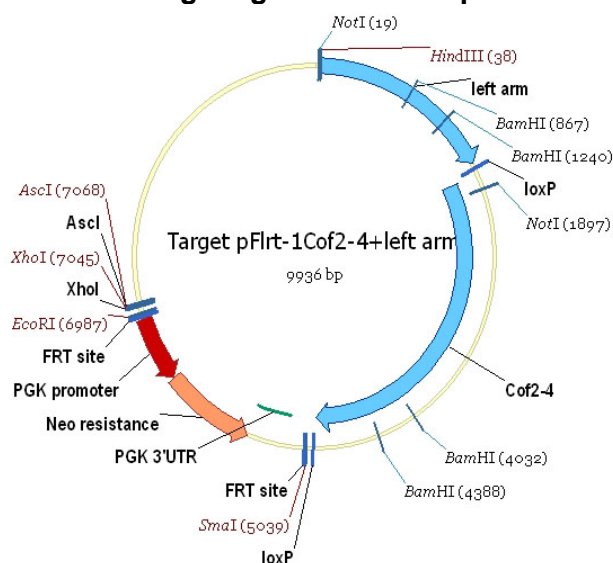 NotI (19)
HindIII (38)
left arm
BamHI (867)
BamHI (1240)
loxP
NotI (1897)
AscI (7068)
AscI
XhoI (7045)
XhoI
EcoRI (6987)
FRT site
PGK promoter
Neo resistance
PGK 3'UTR
Target pFlrt-1Cof2-4+left arm
9936 bp
Cof2-4
BamHI (4032)
BamHI (4388)
FRT site
SmaI (5039)
loxP